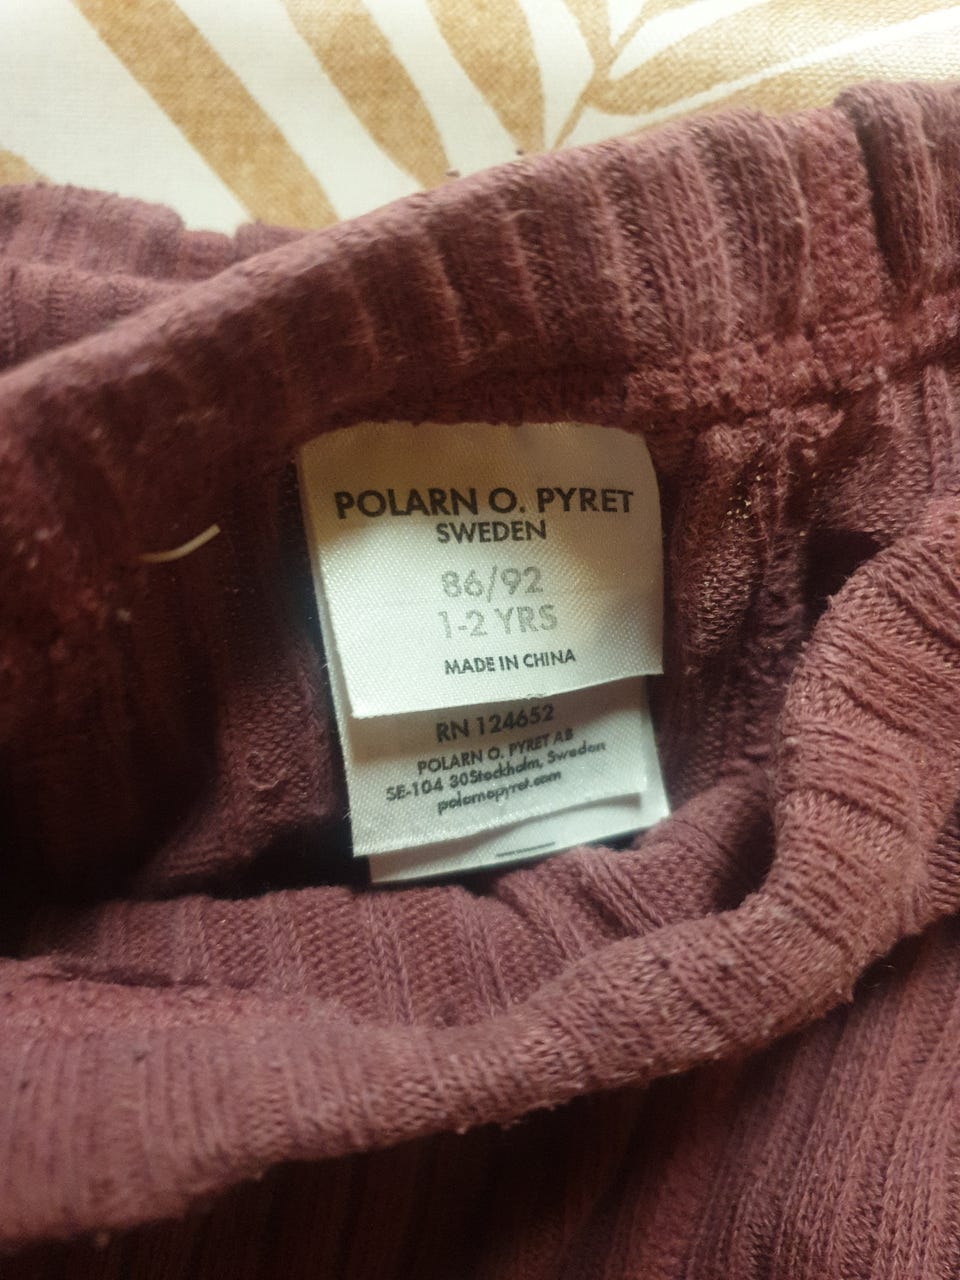 POLARN O. PYRET
SWEDEN
86/92
1-2 YRS
MADE IN CHINA
RN 124652
POLARN O. PYRET AB
SE-104 30Stockholm, Sweden
polarnopyret.com